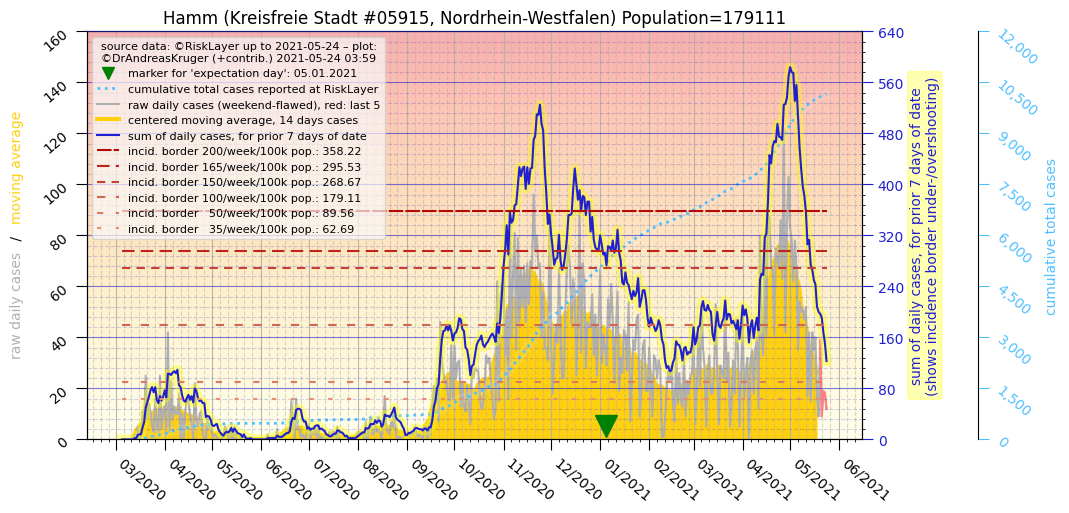 Hamm (Kreisfreie Stadt #05915, Nordrhein-Westfalen) Population=179111
source data: ©RiskLayer up to 2021-05-24 – plot:
©DrAndreasKruger (+contrib.) 2021-05-24 03:59
marker for 'expectation day': 05.01.2021
cumulative total cases reported at RiskLayer
raw daily cases (weekend-flawed), red: last 5
centered moving average, 14 days cases
sum of daily cases, for prior 7 days of date
incid. border 200/week/100k pop.: 358.22
incid. border 165/week/100k pop.: 295.53
incid. border 150/week/100k pop.: 268.67
incid. border 100/week/100k pop.: 179.11
incid. border   50/week/100k pop.: 89.56
incid. border   35/week/100k pop.: 62.69
raw daily cases / moving average
160
140
120
100
80
60
40
20
0
03/2020
04/2020
05/2020
06/2020
07/2020
08/2020
09/2020
10/2020
11/2020
12/2020
01/2021
02/2021
03/2021
04/2021
05/2021
06/2021
640
560
480
400
320
240
160
80
0
sum of daily cases, for prior 7 days of date
(shows incidence border under-/overshooting)
12,000
10,500
9,000
7,500
6,000
4,500
3,000
1,500
0
cumulative total cases